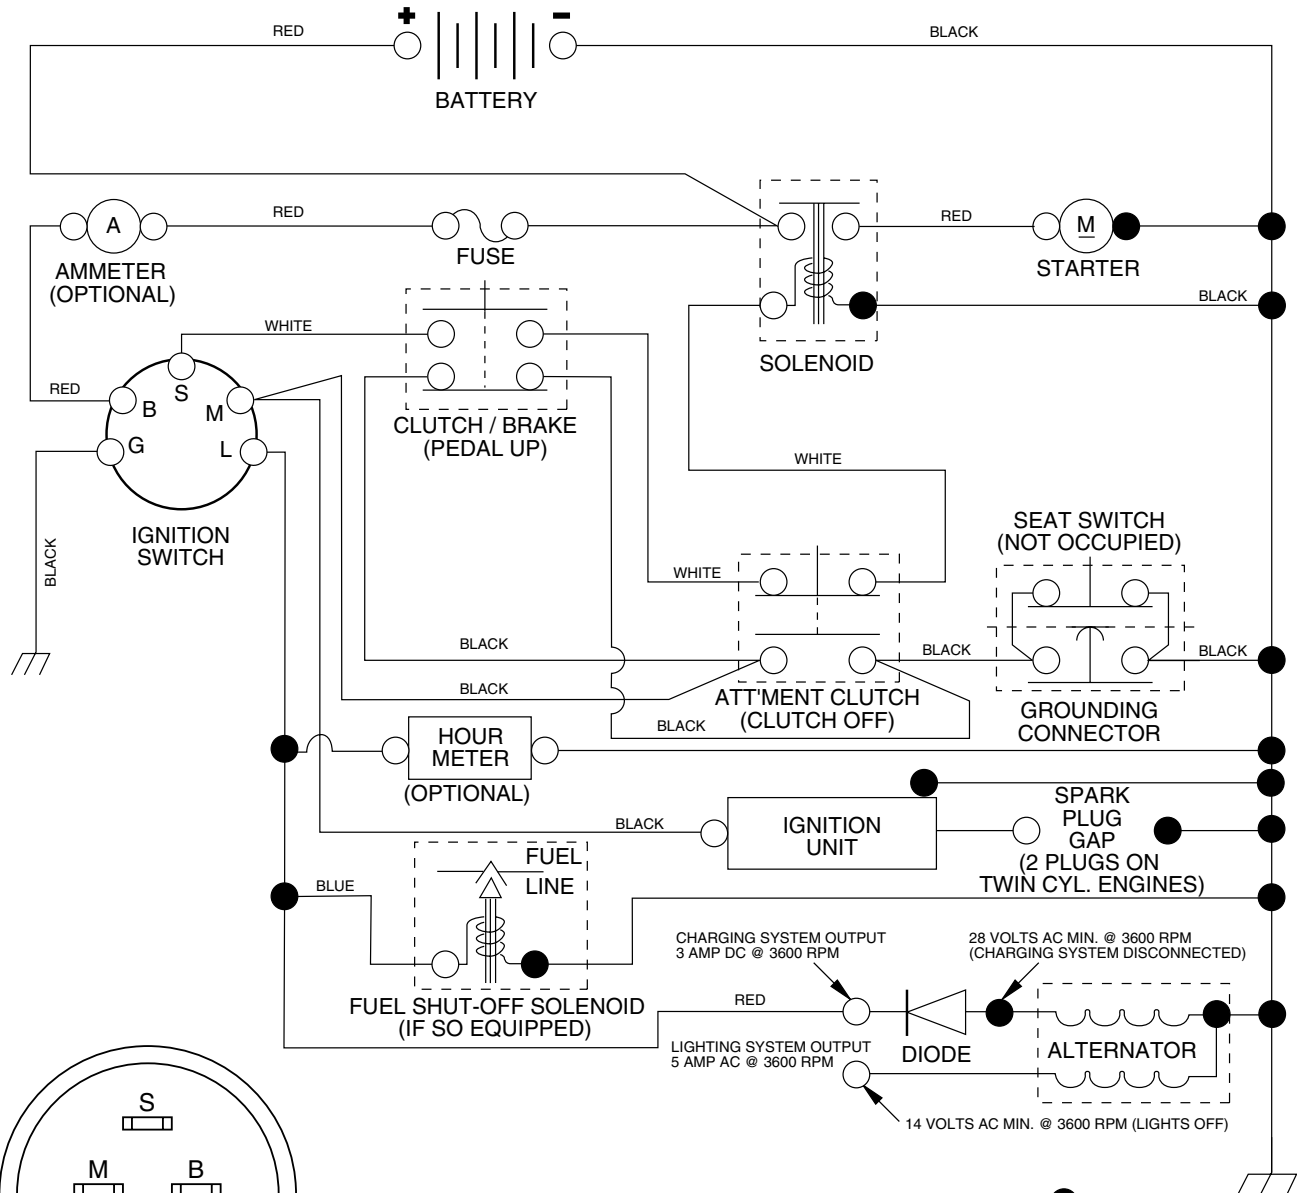 +
–
RED
BLACK
BATTERY
A
RED
FUSE
RED
M
STARTER
AMMETER
(OPTIONAL)
BLACK
WHITE
SOLENOID
RED
S
B
M
G
L
CLUTCH / BRAKE
(PEDAL UP)
WHITE
IGNITION
SWITCH
BLACK
SEAT SWITCH
(NOT OCCUPIED)
WHITE
BLACK
BLACK
BLACK
BLACK
ATT'MENT CLUTCH
(CLUTCH OFF)
BLACK
GROUNDING
CONNECTOR
HOUR
METER
(OPTIONAL)
BLACK
IGNITION
UNIT
SPARK
PLUG
GAP
(2 PLUGS ON
TWIN CYL. ENGINES)
FUEL
LINE
BLUE
FUEL SHUT-OFF SOLENOID
(IF SO EQUIPPED)
CHARGING SYSTEM OUTPUT
3 AMP DC @ 3600 RPM
28 VOLTS AC MIN. @ 3600 RPM
(CHARGING SYSTEM DISCONNECTED)
RED
LIGHTING SYSTEM OUTPUT
5 AMP AC @ 3600 RPM
DIODE
ALTERNATOR
14 VOLTS AC MIN. @ 3600 RPM (LIGHTS OFF)
S
M
B